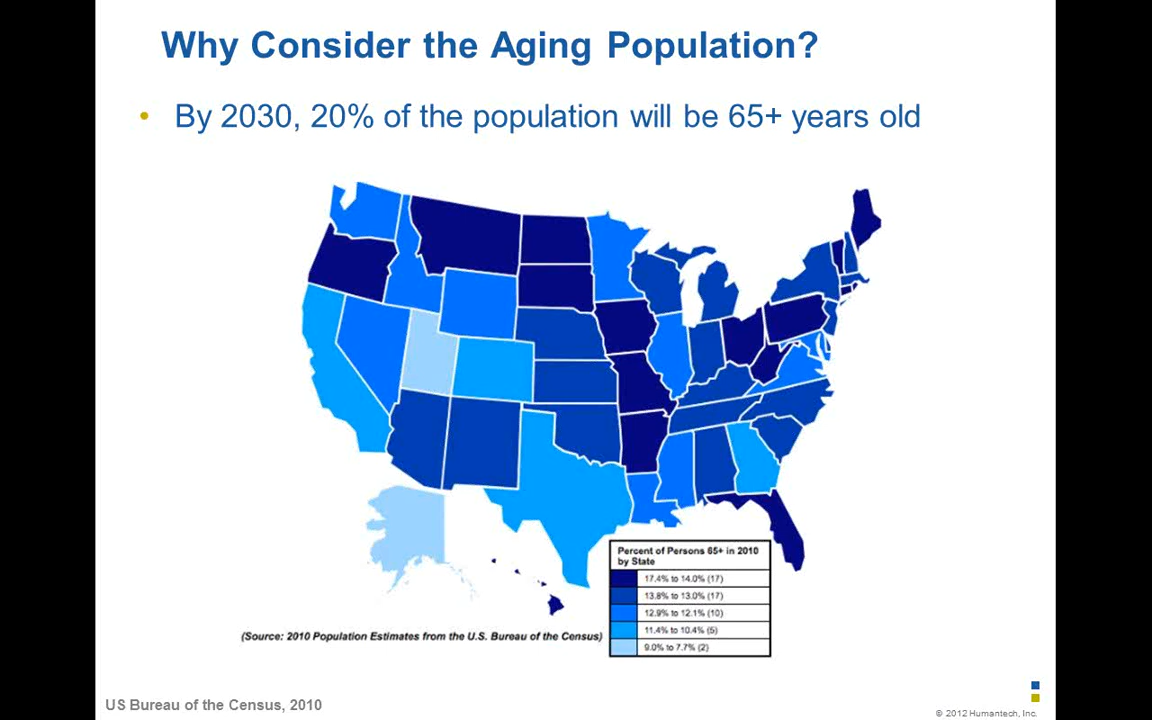 Why Consider the Aging Population?
• By 2030, 20% of the population will be 65+ years old
Percent of Persons 65+ in 2010
by State
17.4% to 14.0% (17)
13.8% to 13.0% (17)
12.9% to 12.1% (10)
11.4% to 10.4% (5)
9.0% to 7.7% (2)
(Source: 2010 Population Estimates from the U.S. Bureau of the Census)
US Bureau of the Census, 2010
© 2012 Humantech, Inc.